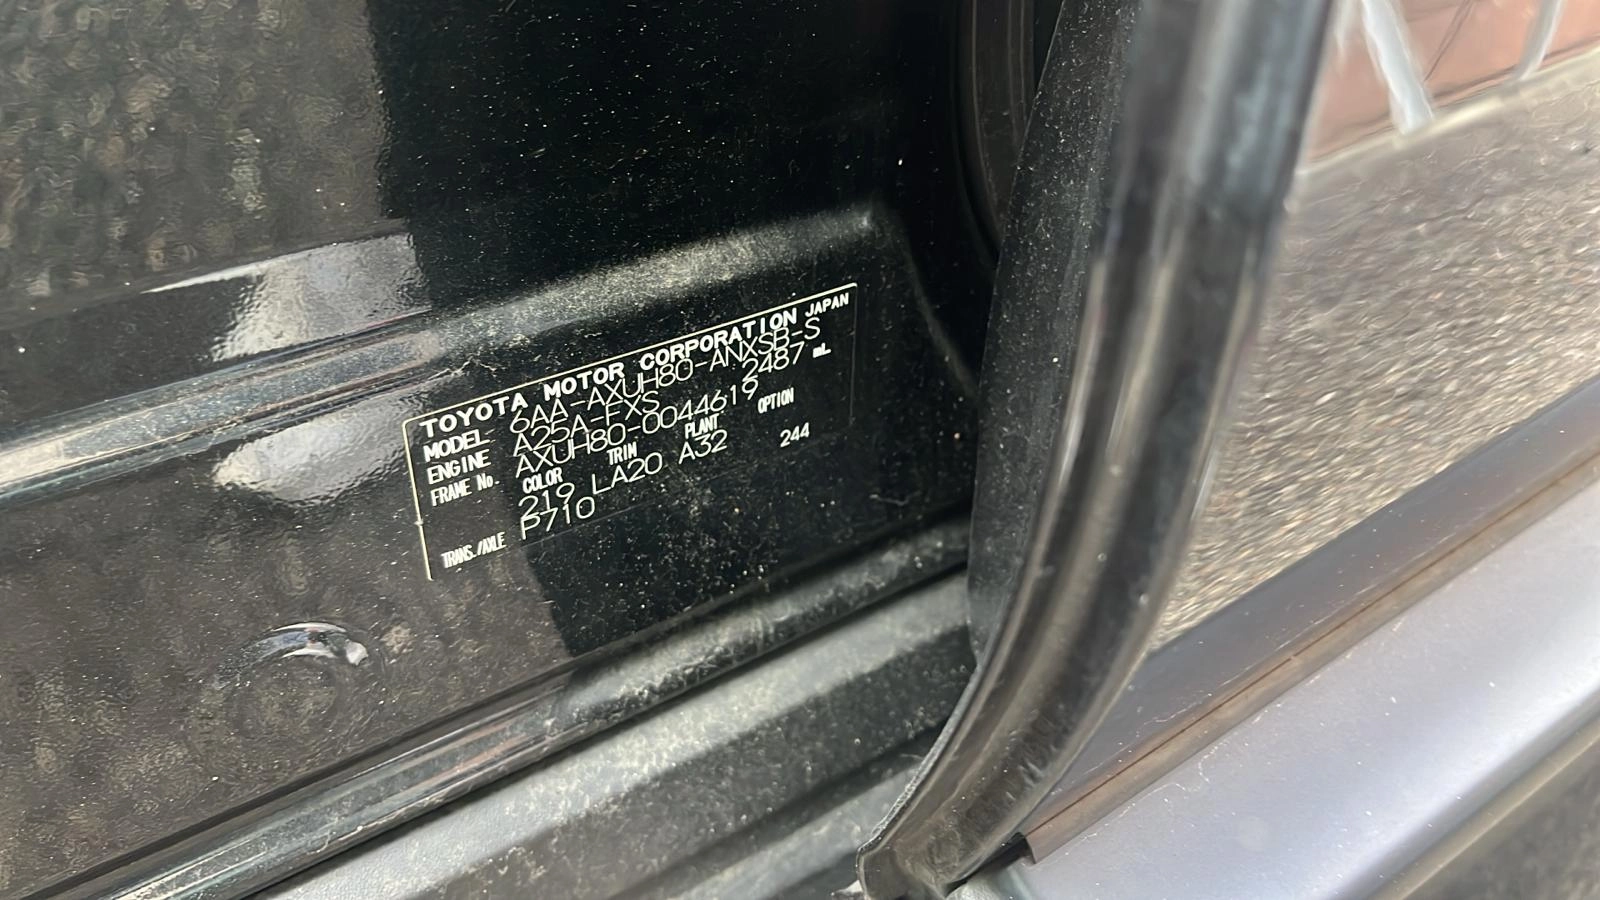 TOYOTA MOTOR CORPORATION JAPAN
MODEL 6AA-AXUH80-ANXSB-S
ENGINE A25A-FXS 2487 mL
FRAME No. AXUH80-0044619
COLOR TRIM PLANT OPTION
219 LA20 A32 244
TRANS./AXLE P710